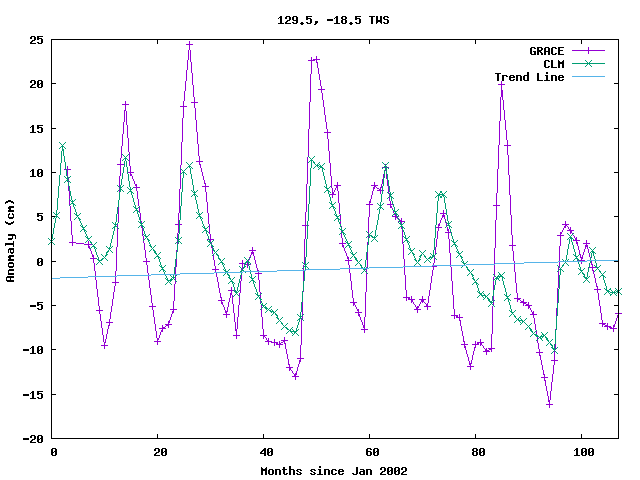 129.5, -18.5 TWS
GRACE
CLM
Trend Line
25
20
15
10
5
0
-5
-10
-15
-20
Anomaly (cm)
0 20 40 60 80 100
Months since Jan 2002